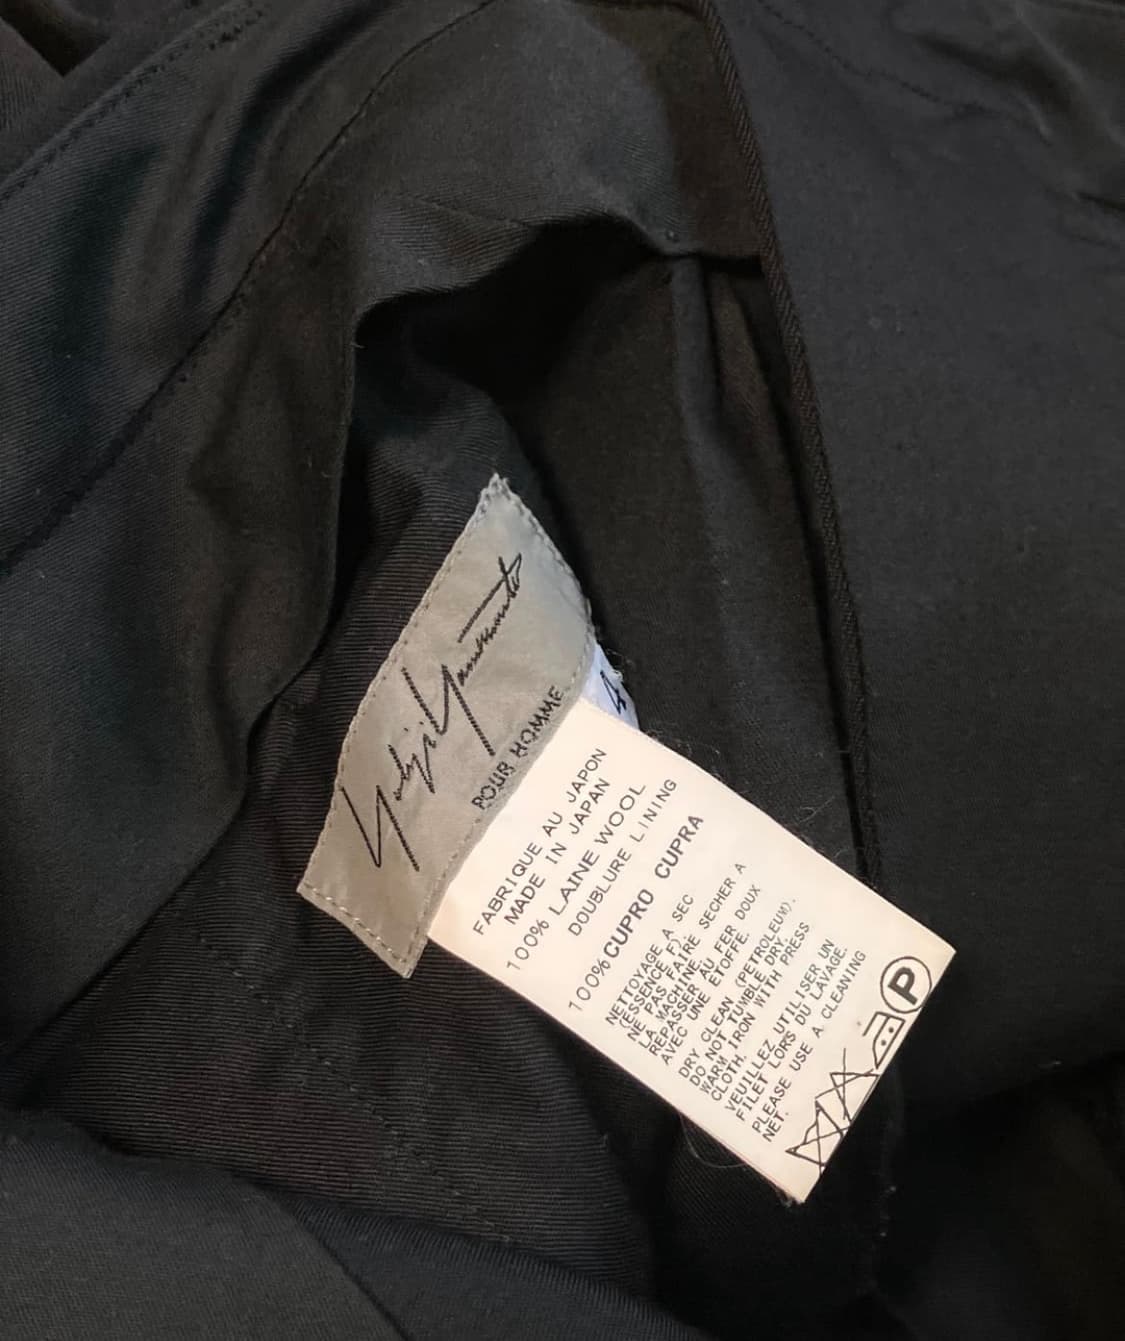 Yohji Yamamoto
POUR HOMME
4
FABRIQUE AU JAPON
MADE IN JAPAN
100% LAINE WOOL
DOUBLURE LINING
100% CUPRO CUPRA
NETTOYAGE A SEC
(ESSENCE F).
NE PAS FAIRE SECHER A
LA MACHINE.
REPASSER AU FER DOUX
AVEC UNE ETOFFE.
DRY CLEAN (PETROLEUM).
DO NOT TUMBLE DRY.
WARM IRON WITH PRESS
CLOTH.
VEUILLEZ UTILISER UN
FILET LORS DU LAVAGE.
PLEASE USE A CLEANING
NET.
P